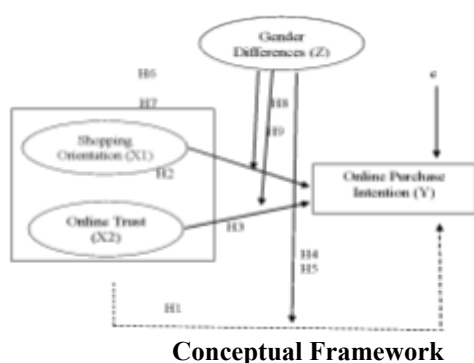 Gender
Differences (Z)
H6
e
H7
H8
H9
Shopping
Orientation (X1)
H2
Online Purchase
Intention (Y)
Online Trust
(X2)
H3
H4
H5
H1
Conceptual Framework